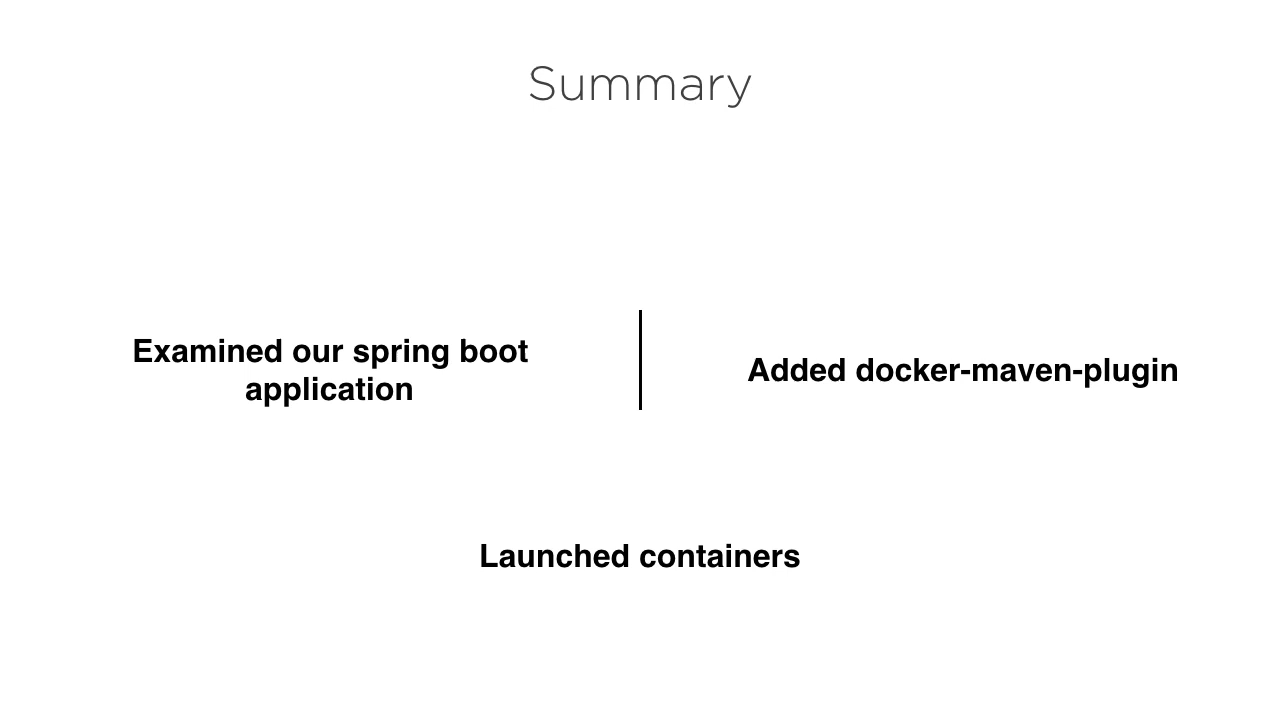 Summary
Examined our spring boot
application
Added docker-maven-plugin
Launched containers